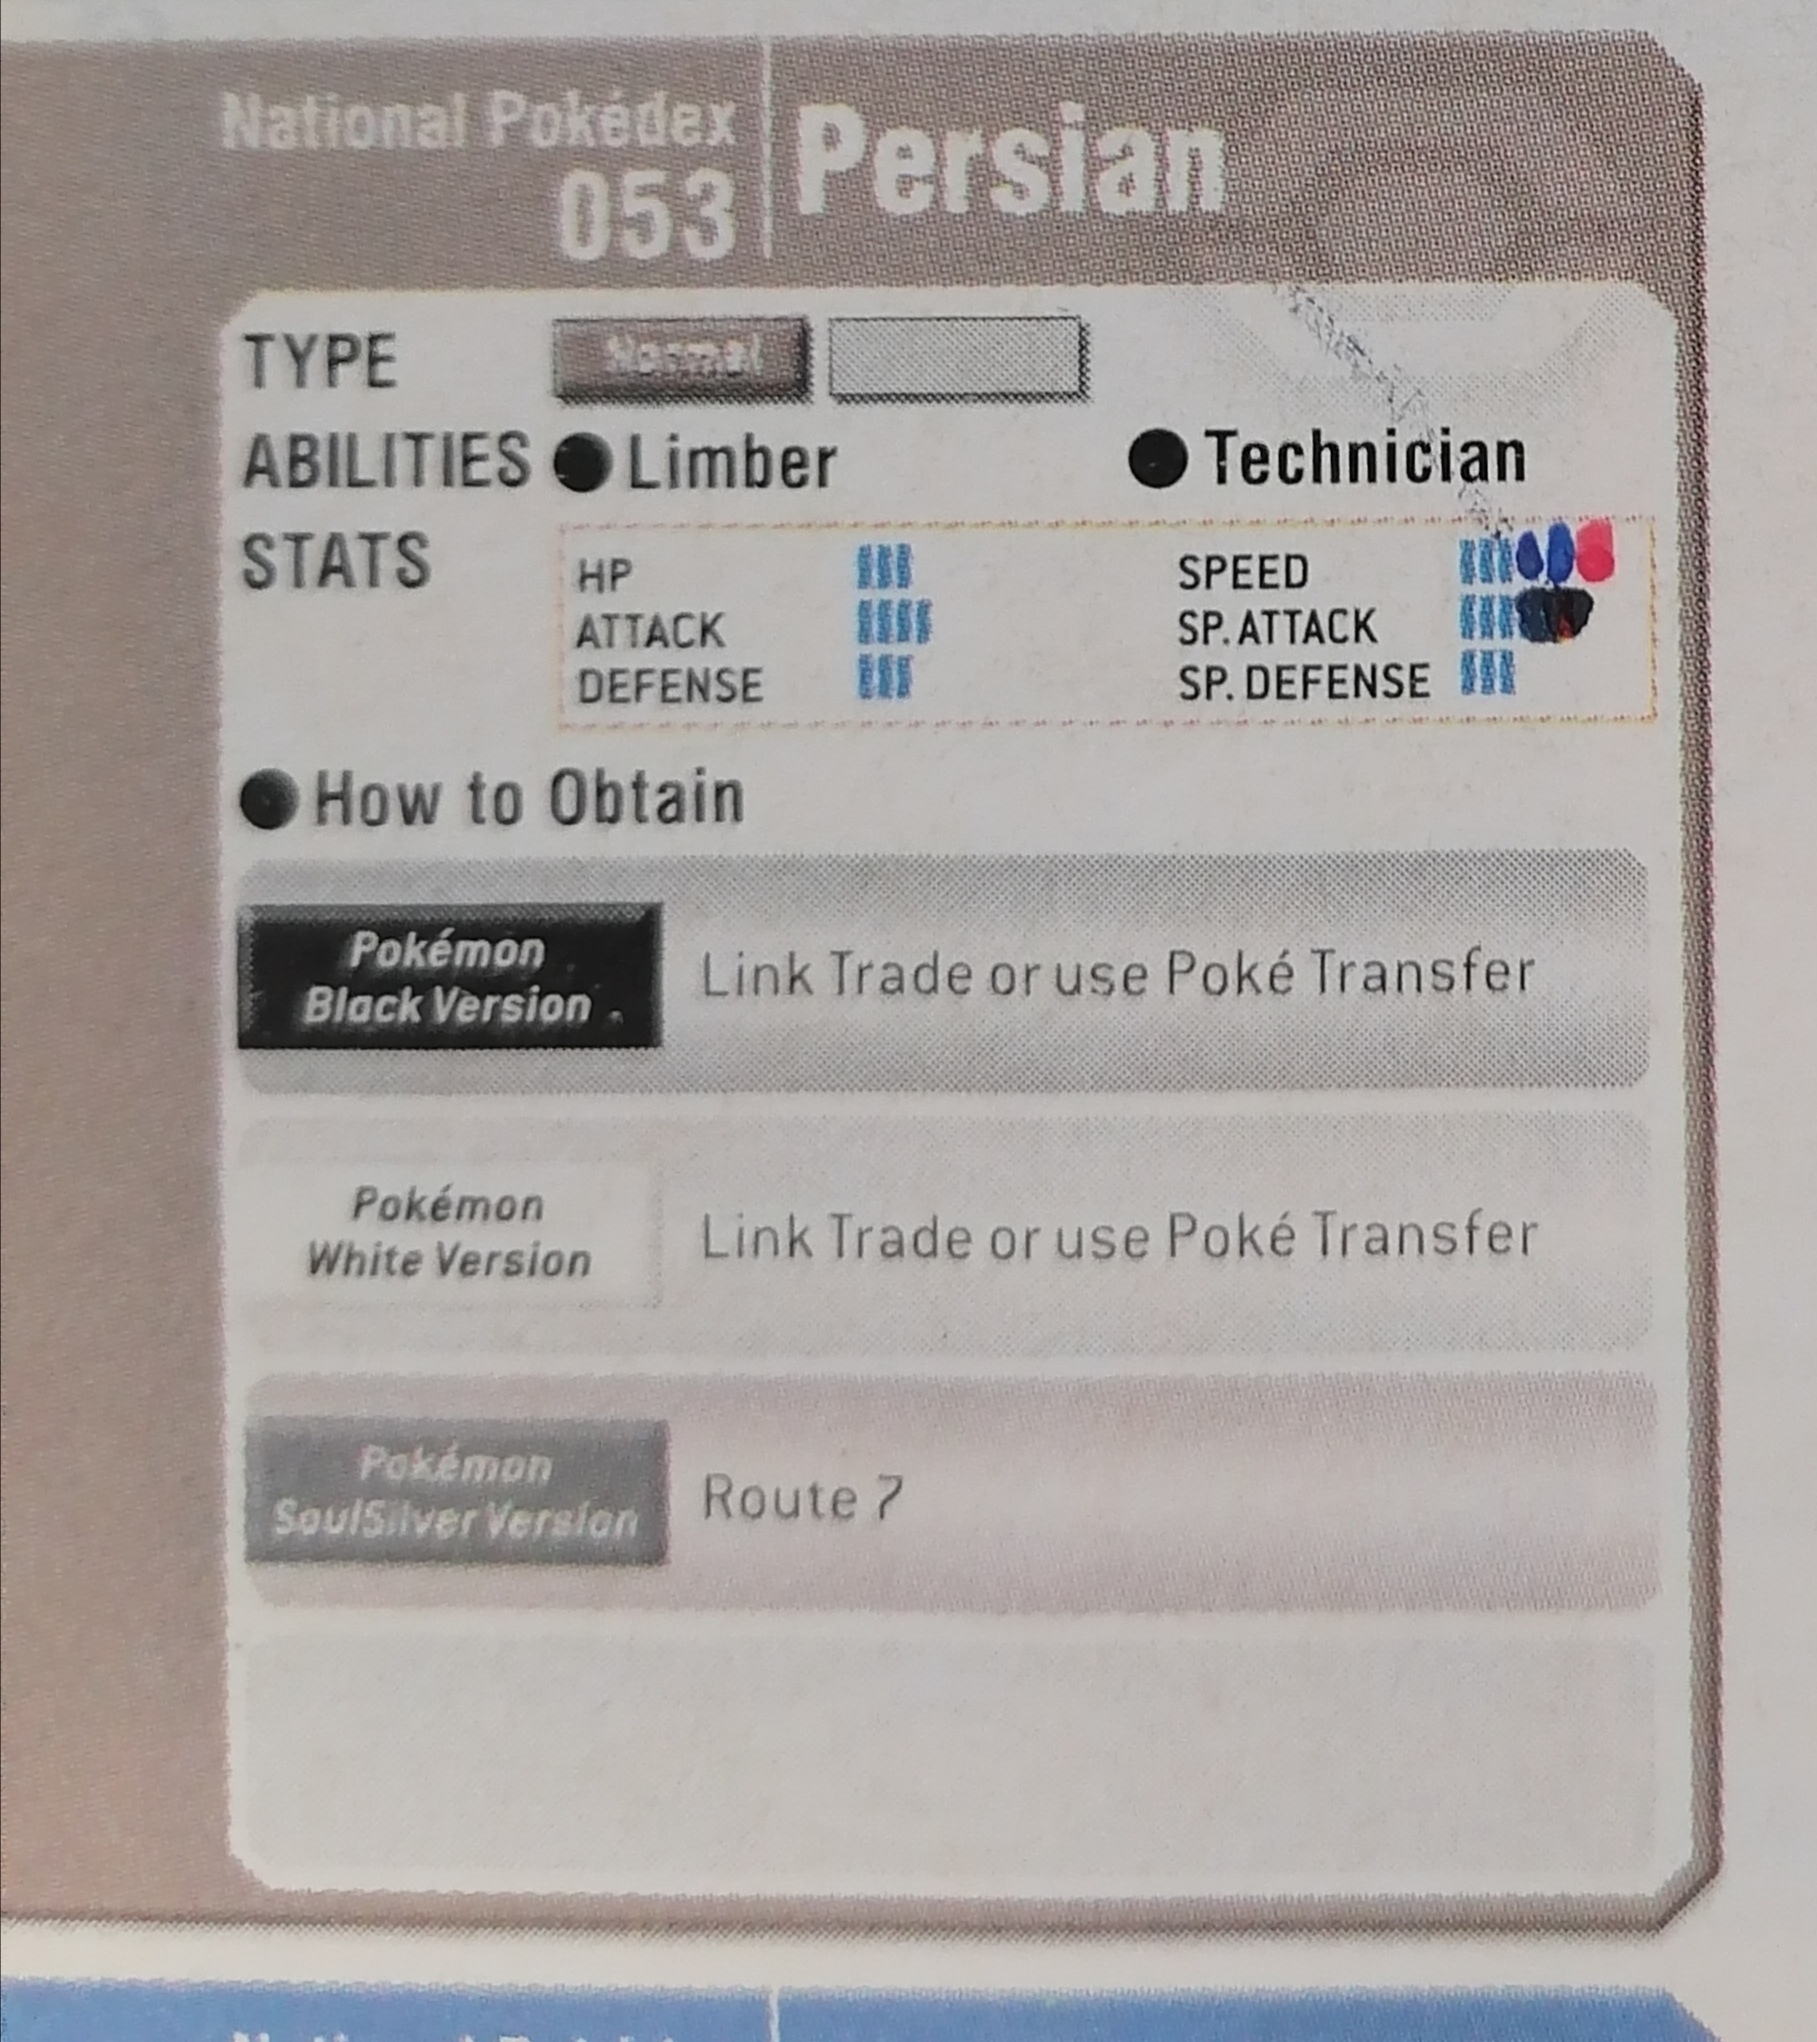 National Pokédex
053
Persian
TYPE Normal
ABILITIES Limber Technician
STATS
HP SPEED
ATTACK SP. ATTACK
DEFENSE SP. DEFENSE
How to Obtain
Pokémon
Black Version
Link Trade or use Poké Transfer
Pokémon
White Version
Link Trade or use Poké Transfer
Pokémon
SoulSilver Version
Route 7